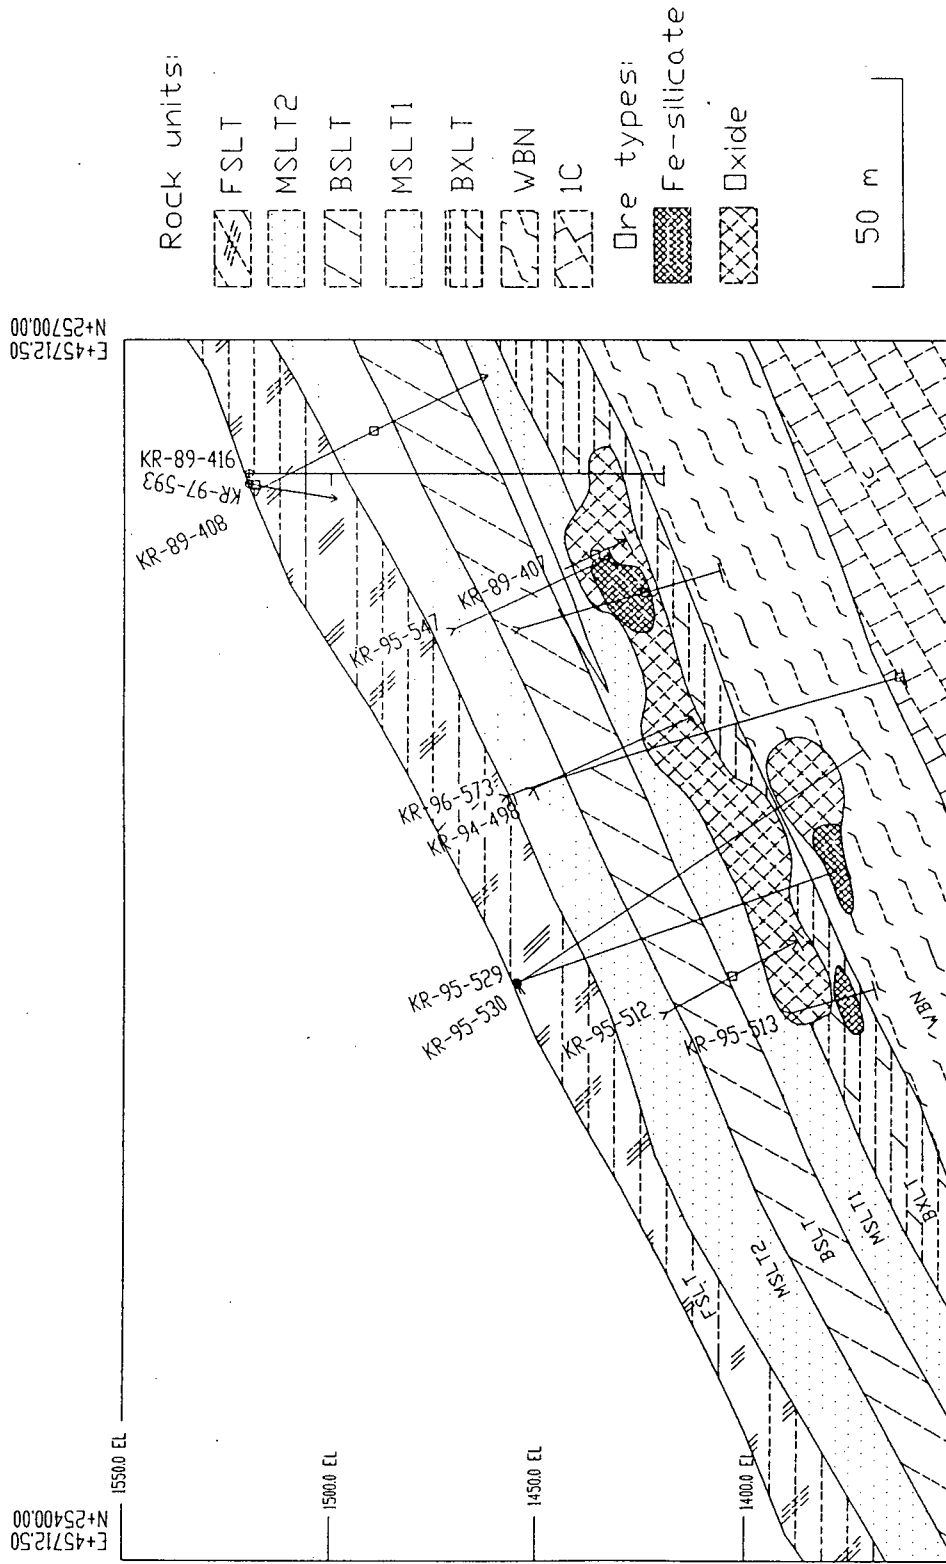 E+45712.50
N+25400.00
E+45712.50
N+25700.00
1550.0 EL
1500.0 EL
1450.0 EL
1400.0 EL
KR-89-416
KR-97-593
KR-89-408
KR-89-407
KR-95-547
KR-96-573
KR-94-498
KR-95-529
KR-95-530
KR-95-512
KR-95-513
FSLT
MSLT2
BSLT
MSLT1
BXLT
WBN
1C
Rock units:
FSLT
MSLT2
BSLT
MSLT1
BXLT
WBN
1C
Ore types:
Fe-silicate
Oxide
50 m